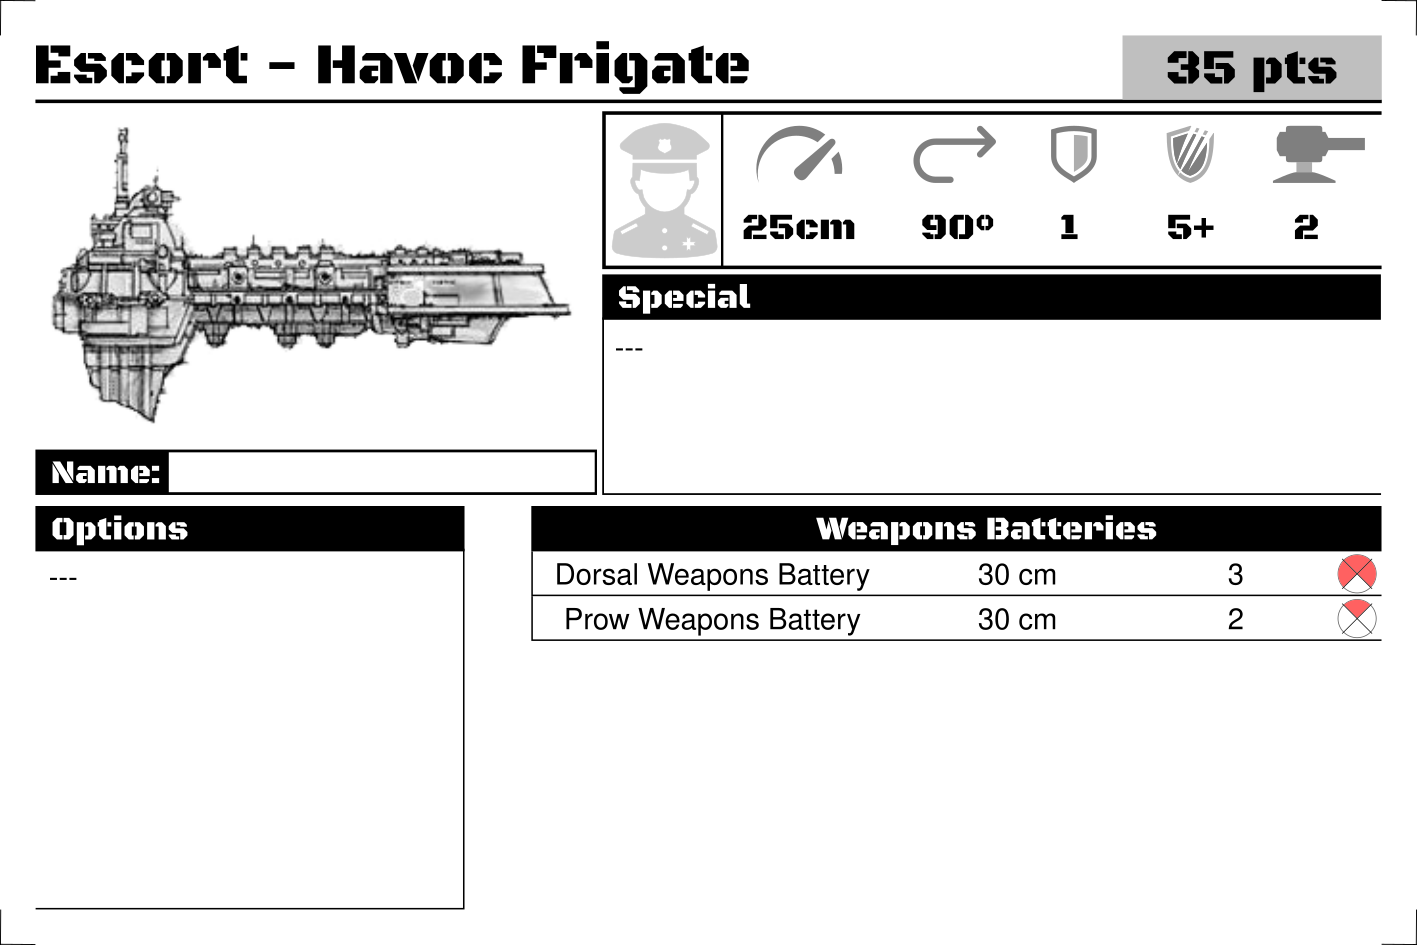 Escort - Havoc Frigate
35 pts
25cm 90º 1 5+ 2
Special
---
Name:
Options
---
Weapons Batteries
Dorsal Weapons Battery 30 cm 3
Prow Weapons Battery 30 cm 2